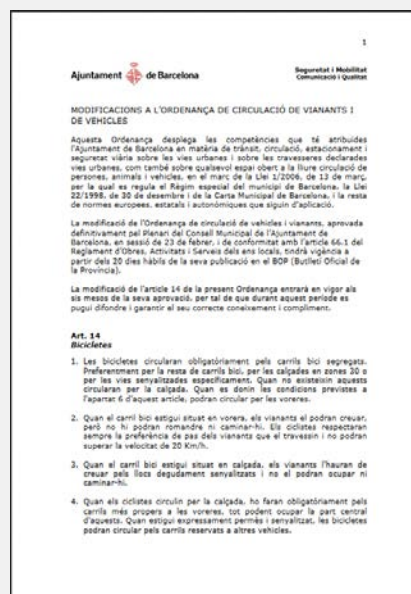 1
Ajuntament de Barcelona
Seguretat i Mobilitat
Comunicació i Qualitat
MODIFICACIONS A L'ORDENANÇA DE CIRCULACIÓ DE VIANANTS I
DE VEHICLES
Aquesta Ordenança desplega les competències que té atribuïdes
l'Ajuntament de Barcelona en matèria de trànsit, circulació, estacionament i
seguretat viària sobre les vies urbanes i sobre les travesseres declarades
vies urbanes, com també sobre qualsevol espai obert a la lliure circulació de
persones, animals i vehicles, en el marc de la Llei 1/2006, de 13 de març,
per la qual es regula el Règim especial del municipi de Barcelona, la Llei
22/1998, de 30 de desembre i de la Carta Municipal de Barcelona, i la resta
de normes europees, estatals i autonòmiques que siguin d'aplicació.
La modificació de l'Ordenança de circulació de vehicles i vianants, aprovada
definitivament pel Plenari del Consell Municipal de l'Ajuntament de
Barcelona, en sessió de 23 de febrer, i de conformitat amb l'article 66.1 del
Reglament d'Obres, Activitats i Serveis dels ens locals, tindrà vigència a
partir dels 20 dies hàbils de la seva publicació en el BOP (Butlletí Oficial de
la Província).
La modificació de l'article 14 de la present Ordenança entrarà en vigor als
sis mesos de la seva aprovació, per tal de que durant aquest període es
pugui difondre i garantir el seu correcte coneixement i compliment.
Art. 14
Bicicletes
1. Les bicicletes circularan obligatòriament pels carrils bici segregats.
Preferentment per la resta de carrils bici, per les calçades en zones 30 o
per les vies senyalitzades específicament. Quan no existeixin aquests
circularan per la calçada. Quan es donin les condicions previstes a
l'apartat 6 d'aquest article, podran circular per les voreres.
2. Quan el carril bici estigui situat en vorera, els vianants el podran creuar,
però no hi podran romandre ni caminar-hi. Els ciclistes respectaran
sempre la preferència de pas dels vianants que el travessin i no podran
superar la velocitat de 20 Km/h.
3. Quan el carril bici estigui situat en calçada, els vianants l'hauran de
creuar pels llocs degudament senyalitzats i no el podran ocupar ni
caminar-hi.
4. Quan els ciclistes circulin per la calçada, ho faran obligatòriament pels
carrils més propers a les voreres, tot podent ocupar la part central
d'aquests. Quan estigui expressament permès i senyalitzat, les bicicletes
podran circular pels carrils reservats a altres vehicles.